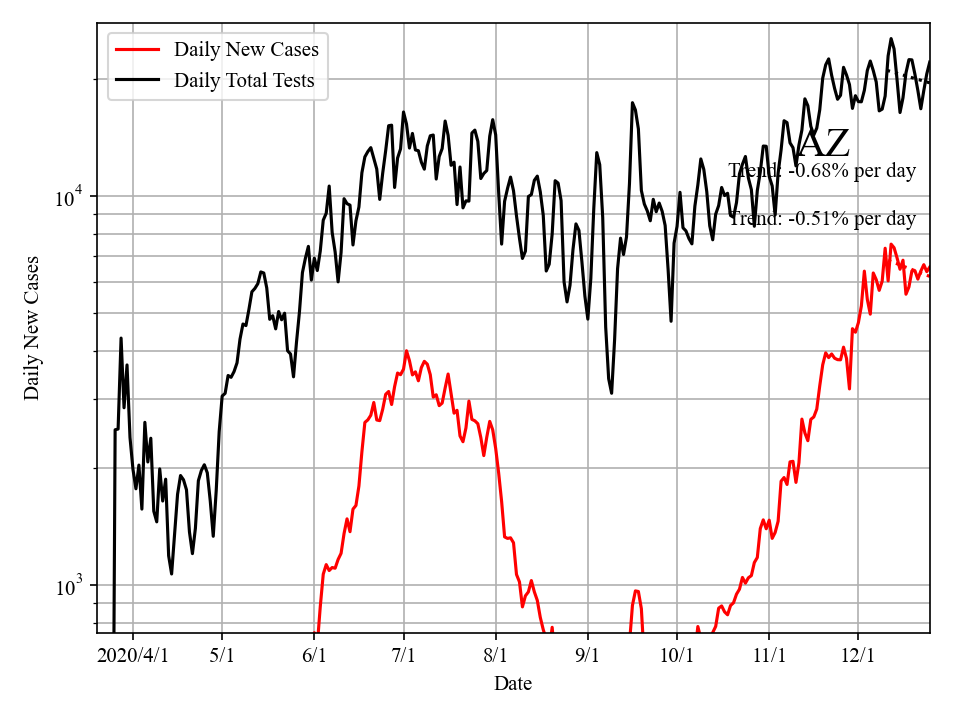 Daily New Cases
Daily Total Tests
AZ
Trend: -0.68% per day
Trend: -0.51% per day
10^4
10^3
Daily New Cases
2020/4/1 5/1 6/1 7/1 8/1 9/1 10/1 11/1 12/1
Date